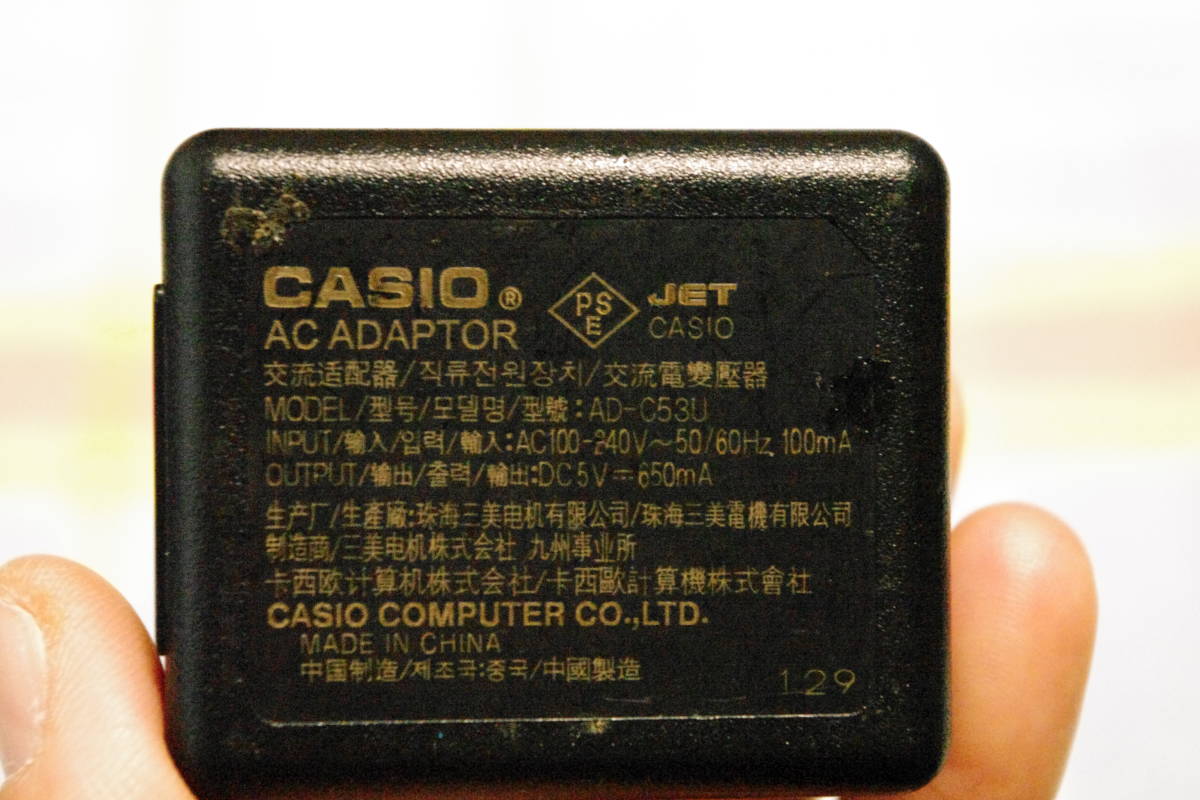 CASIO®
AC ADAPTOR
PSE
JET
CASIO
交流适配器/직류전원장치/交流電變壓器
MODEL/型号/모델명/型號:AD-C53U
INPUT/输入/입력/輸入:AC100-240V~50/60Hz 100mA
OUTPUT/输出/출력/輸出:DC5V⎓650mA
生产厂/生產廠:珠海三美电机有限公司/珠海三美電機有限公司
制造商/三美电机株式会社 九州事业所
卡西欧计算机株式会社/卡西歐計算機株式會社
CASIO COMPUTER CO.,LTD.
MADE IN CHINA
中国制造/제조국:중국/中國製造
129